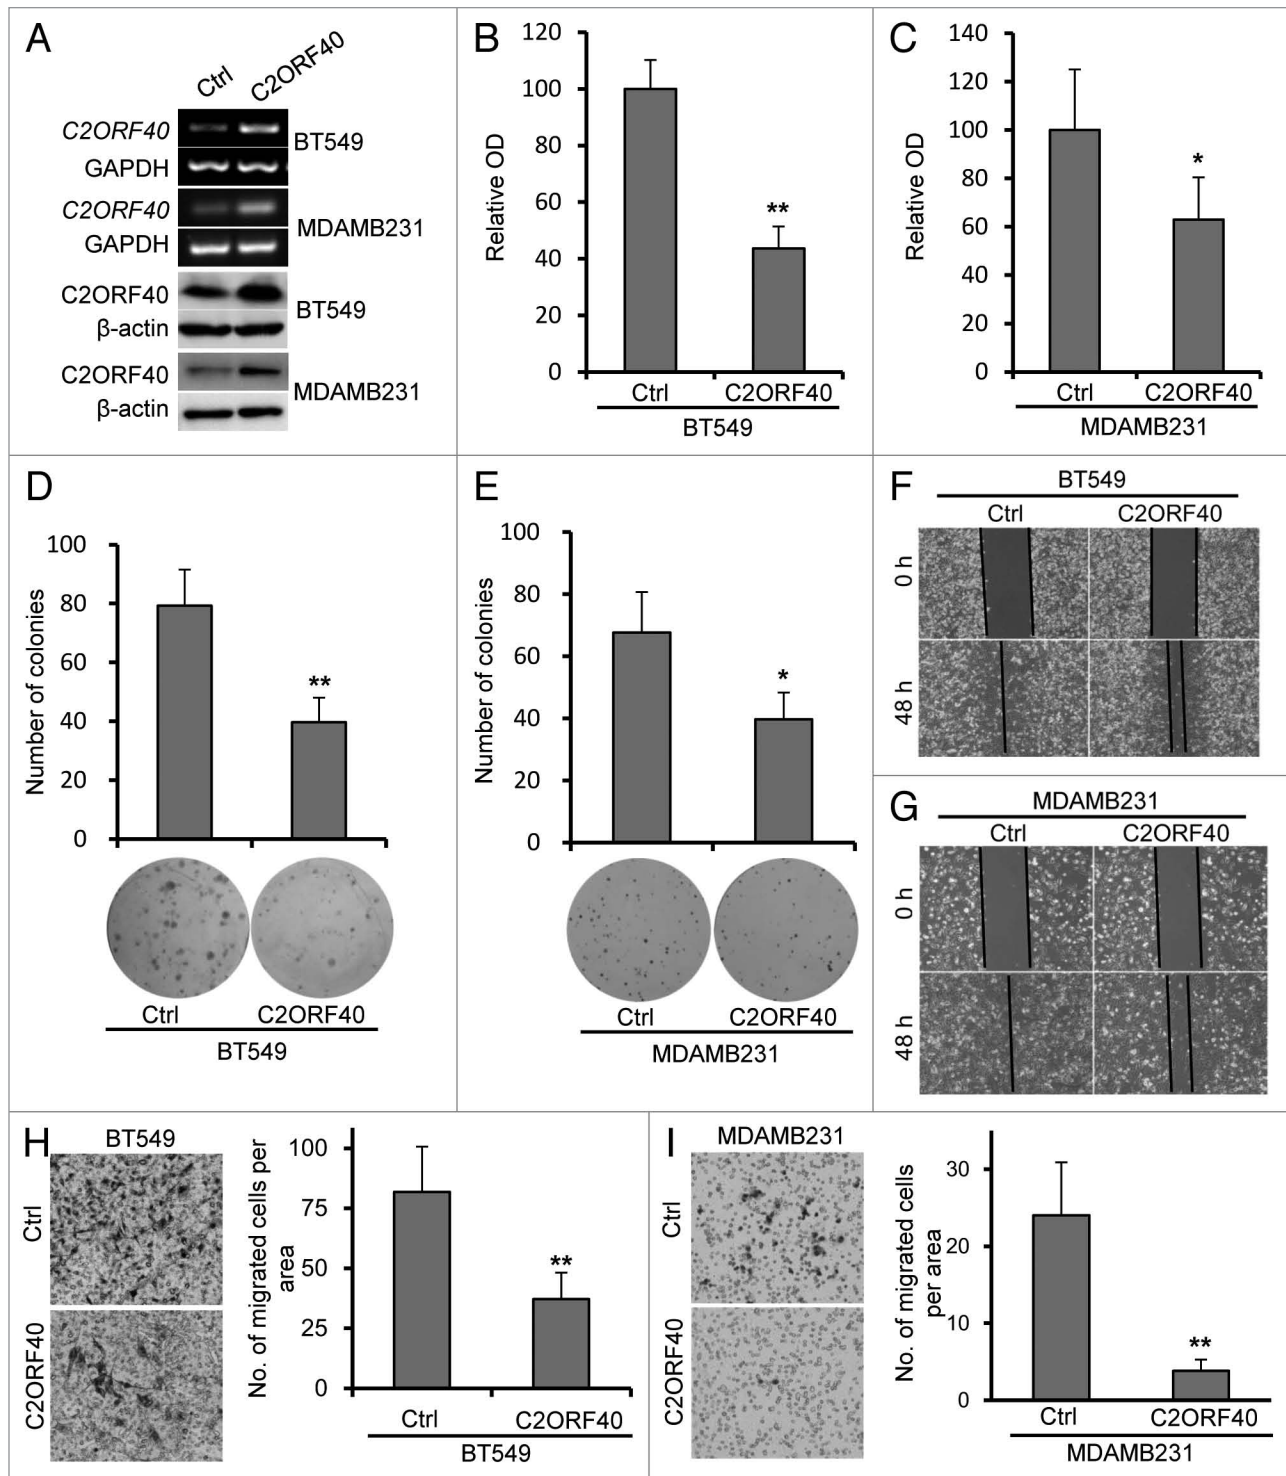 A
Ctrl
C2ORF40
C2ORF40
GAPDH
BT549
C2ORF40
GAPDH
MDAMB231
C2ORF40
β-actin
BT549
C2ORF40
β-actin
MDAMB231
B
Relative OD
120
100
80
60
40
20
0
**
Ctrl
C2ORF40
BT549
C
Relative OD
140
120
100
80
60
40
20
0
*
Ctrl
C2ORF40
MDAMB231
D
Number of colonies
100
80
60
40
20
0
**
Ctrl
C2ORF40
BT549
E
Number of colonies
100
80
60
40
20
0
*
Ctrl
C2ORF40
MDAMB231
F
BT549
Ctrl
C2ORF40
0 h
48 h
G
MDAMB231
Ctrl
C2ORF40
0 h
48 h
H
BT549
Ctrl
C2ORF40
No. of migrated cells per
area
100
75
50
25
0
**
Ctrl
C2ORF40
BT549
I
MDAMB231
Ctrl
C2ORF40
No. of migrated cells
per area
30
20
10
0
**
Ctrl
C2ORF40
MDAMB231